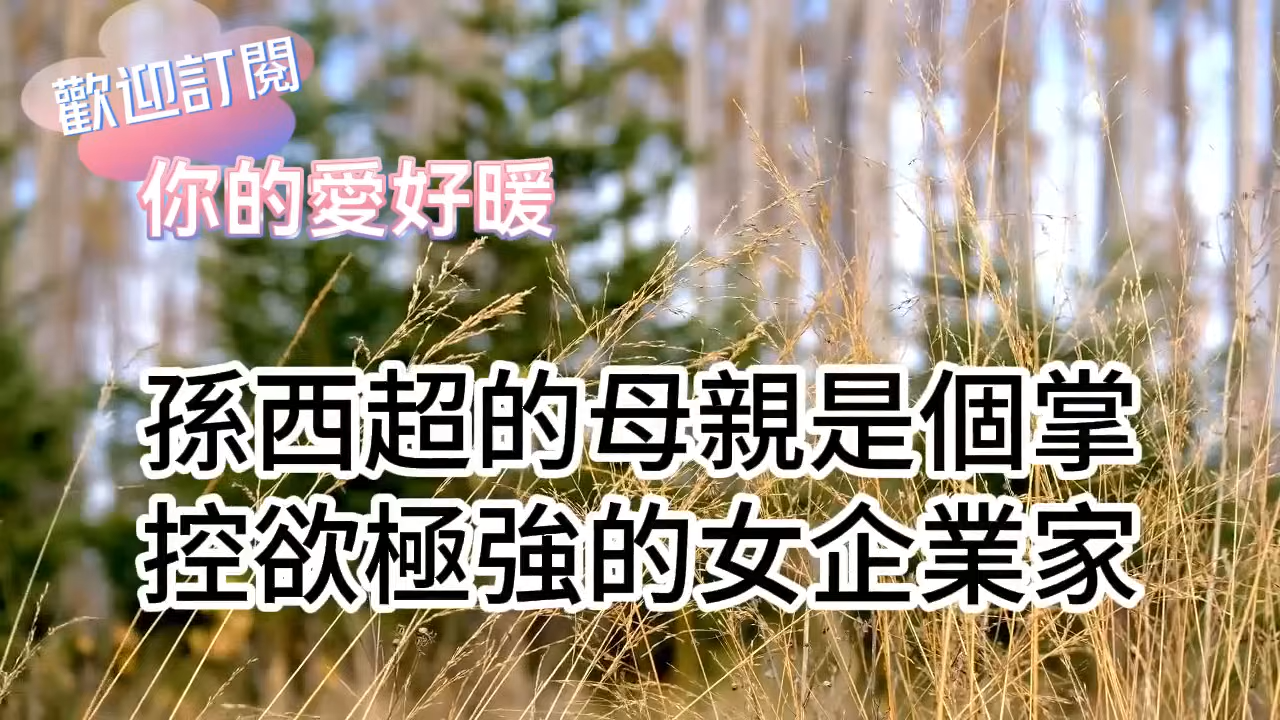 歡迎訂閱
你的愛好暖
孫西超的母親是個掌
控欲極強的女企業家